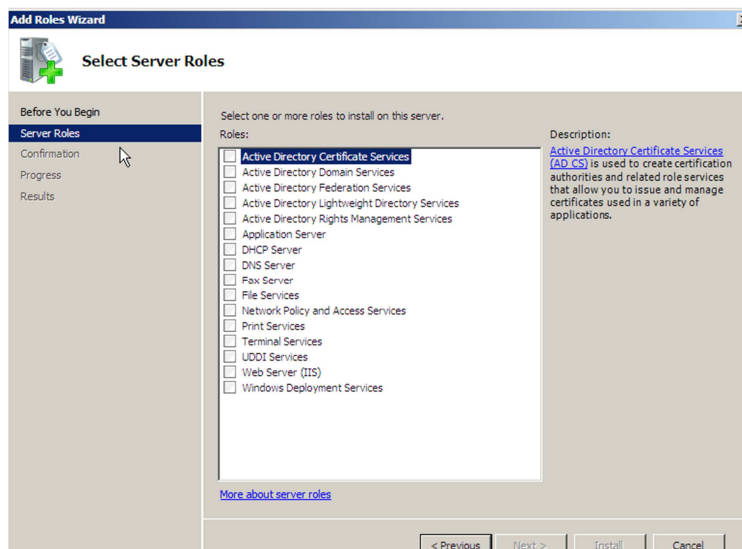 Add Roles Wizard
Select Server Roles
Before You Begin
Server Roles
Confirmation
Progress
Results
Select one or more roles to install on this server.
Roles:
Active Directory Certificate Services
Active Directory Domain Services
Active Directory Federation Services
Active Directory Lightweight Directory Services
Active Directory Rights Management Services
Application Server
DHCP Server
DNS Server
Fax Server
File Services
Network Policy and Access Services
Print Services
Terminal Services
UDDI Services
Web Server (IIS)
Windows Deployment Services
More about server roles
Description:
Active Directory Certificate Services
(AD CS) is used to create certification
authorities and related role services
that allow you to issue and manage
certificates used in a variety of
applications.
< Previous
Next >
Install
Cancel